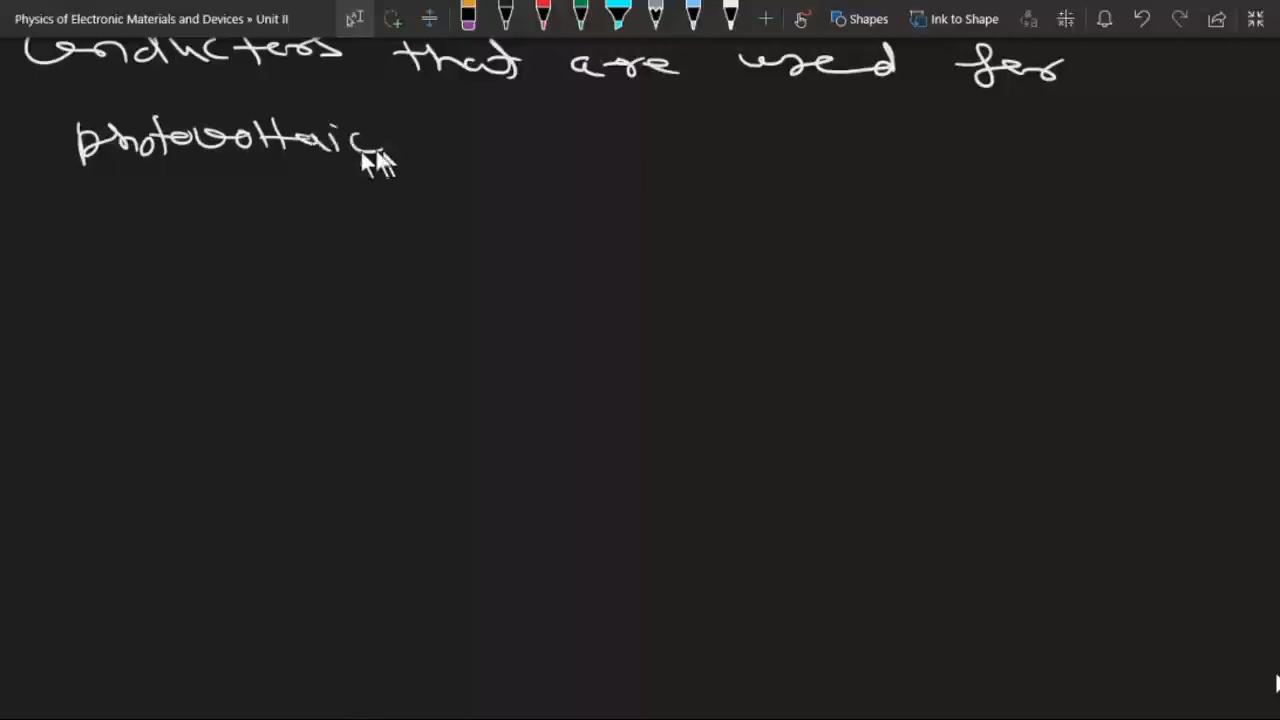 Physics of Electronic Materials and Devices » Unit II
Shapes
Ink to Shape
conductors that are used for
photovoltaic